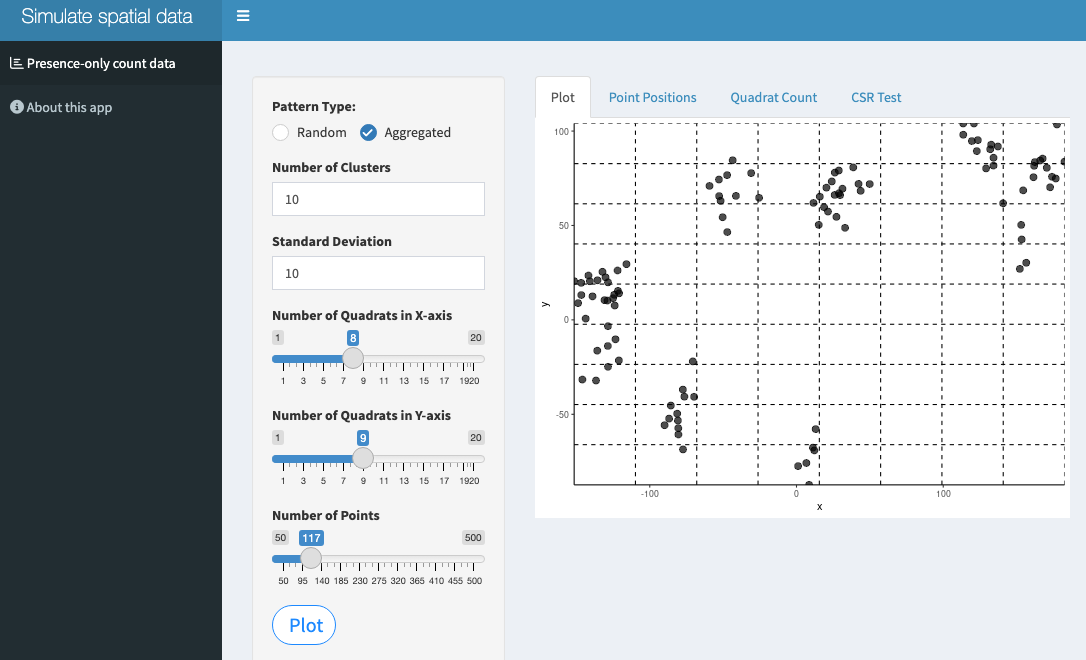 Simulate spatial data
Presence-only count data
About this app
Pattern Type:
Random Aggregated
Number of Clusters
10
Standard Deviation
10
Number of Quadrats in X-axis
1 8 20
1 3 5 7 9 11 13 15 17 1920
Number of Quadrats in Y-axis
1 9 20
1 3 5 7 9 11 13 15 17 1920
Number of Points
50 117 500
50 95 140 185 230 275 320 365 410 455 500
Plot
Plot Point Positions Quadrat Count CSR Test
100
50
0
-50
y
-100 0 100
x